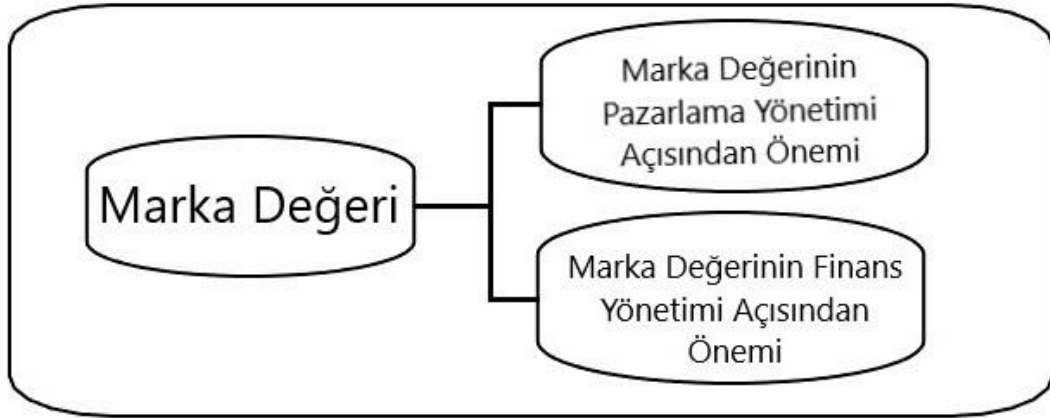 Marka Değeri
Marka Değerinin
Pazarlama Yönetimi
Açısından Önemi
Marka Değerinin Finans
Yönetimi Açısından
Önemi